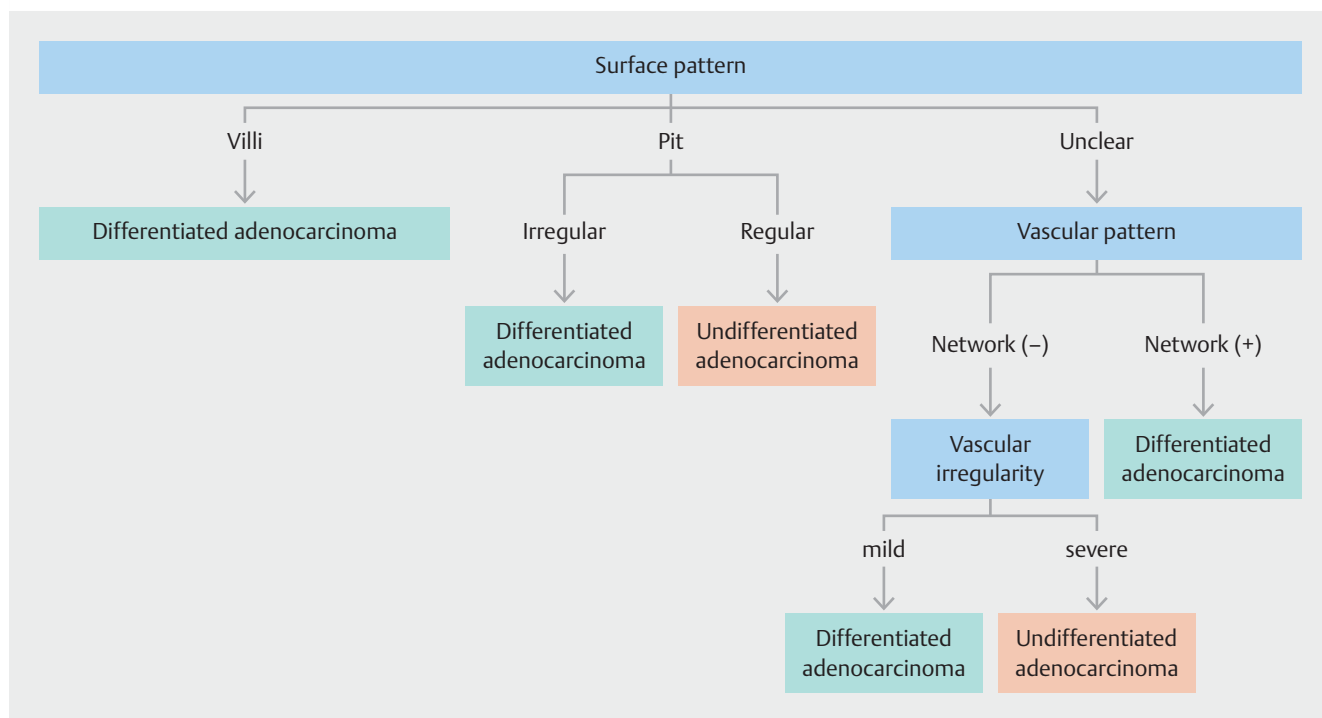 Surface pattern
Villi
Pit
Unclear
Differentiated adenocarcinoma
Irregular
Regular
Vascular pattern
Differentiated
adenocarcinoma
Undifferentiated
adenocarcinoma
Network (–)
Network (+)
Vascular
irregularity
Differentiated
adenocarcinoma
mild
severe
Differentiated
adenocarcinoma
Undifferentiated
adenocarcinoma